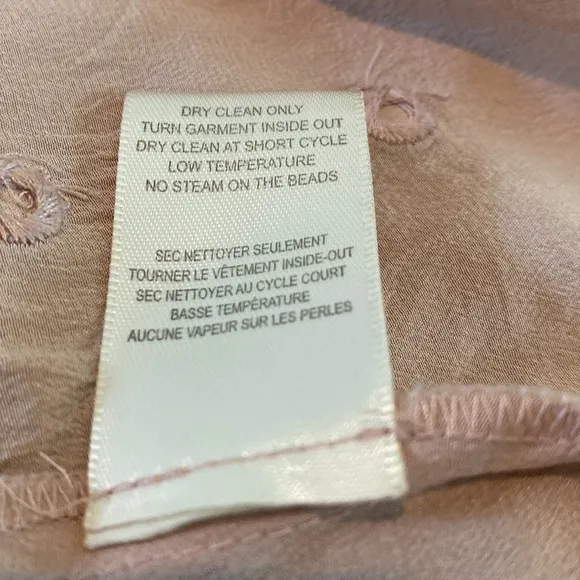 DRY CLEAN ONLY
TURN GARMENT INSIDE OUT
DRY CLEAN AT SHORT CYCLE
LOW TEMPERATURE
NO STEAM ON THE BEADS
SEC NETTOYER SEULEMENT
TOURNER LE VÊTEMENT INSIDE-OUT
SEC NETTOYER AU CYCLE COURT
BASSE TEMPÉRATURE
AUCUNE VAPEUR SUR LES PERLES